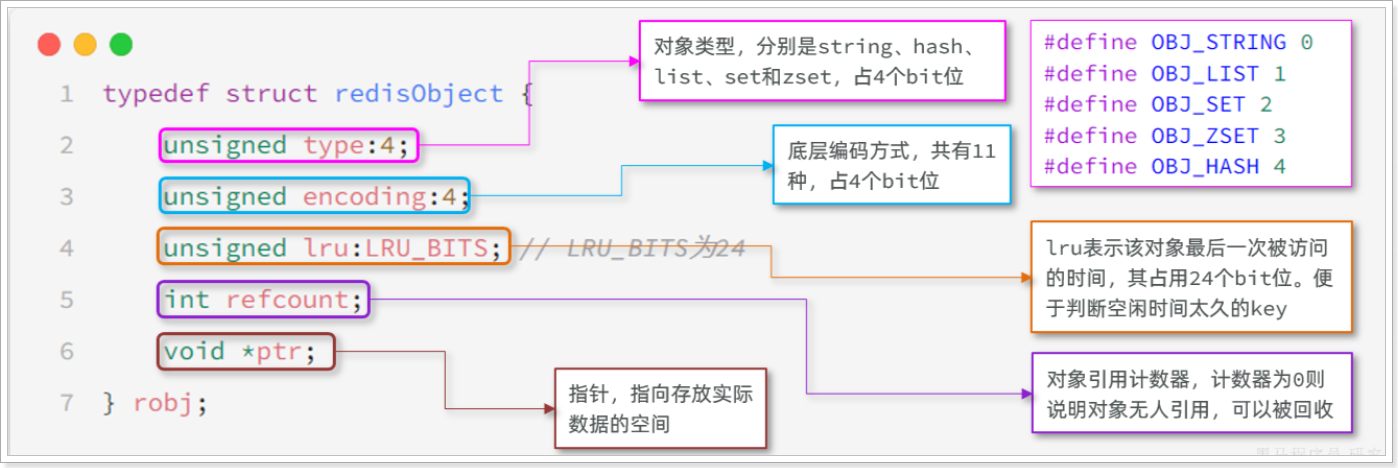 1 typedef struct redisObject {
2 unsigned type:4;
3 unsigned encoding:4;
4 unsigned lru:LRU_BITS; // LRU_BITS为24
5 int refcount;
6 void *ptr;
7 } robj;
对象类型，分别是string、hash、
list、set和zset，占4个bit位
#define OBJ_STRING 0
#define OBJ_LIST 1
#define OBJ_SET 2
#define OBJ_ZSET 3
#define OBJ_HASH 4
底层编码方式，共有11
种，占4个bit位
lru表示该对象最后一次被访问
的时间，其占用24个bit位。便
于判断空闲时间太久的key
对象引用计数器，计数器为0则
说明对象无人引用，可以被回收
指针，指向存放实际
数据的空间